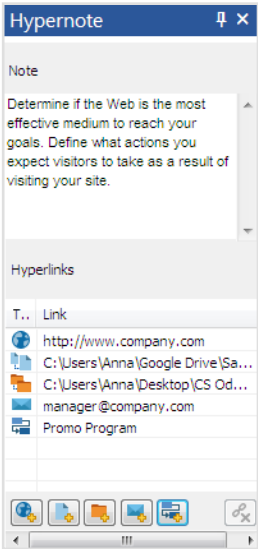 Hypernote
Note
Determine if the Web is the most
effective medium to reach your
goals. Define what actions you
expect visitors to take as a result of
visiting your site.
Hyperlinks
T.. Link
http://www.company.com
C:\Users\Anna\Google Drive\Sa...
C:\Users\Anna\Desktop\CS Od...
manager@company.com
Promo Program